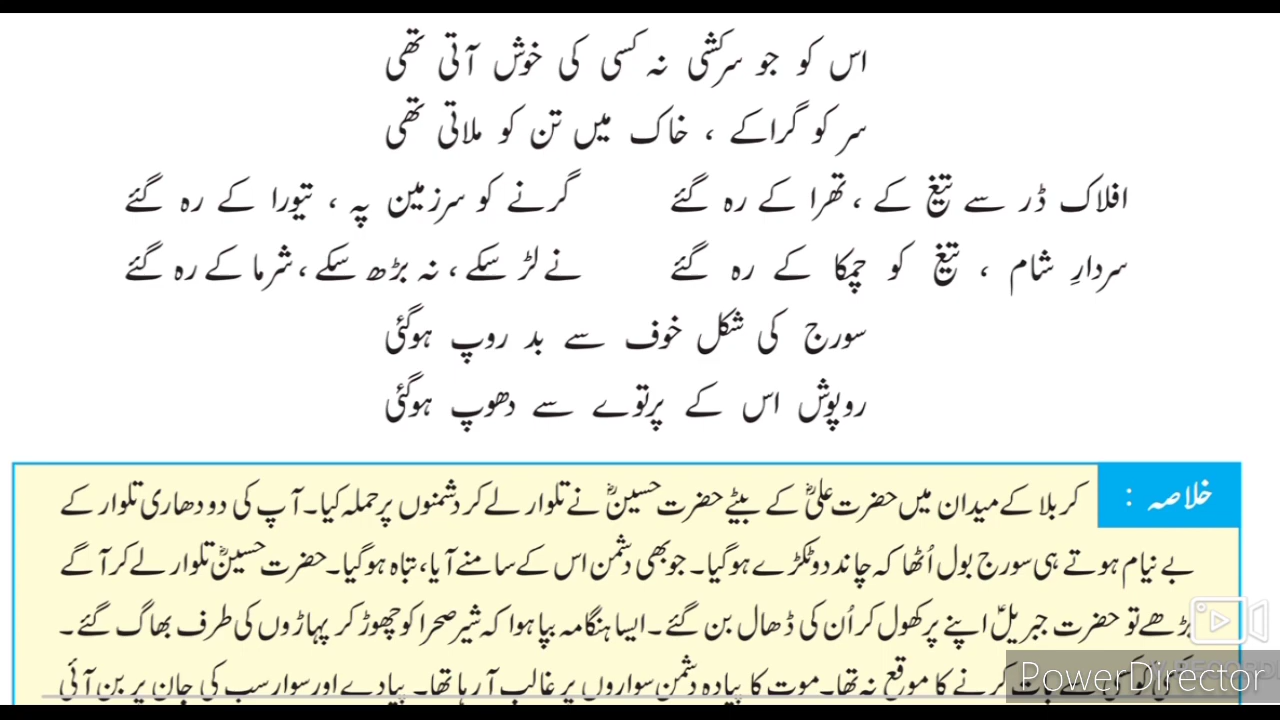 اس کو جو سرکشی نہ کسی کی خوش آتی تھی
سر کو گرا کے ، خاک میں تن کو ملاتی تھی
افلاک ڈر سے تیغ کے ، تھرا کے رہ گئے گرنے کو سرزمین پہ ، تیورا کے رہ گئے
سردارِ شام ، تیغ کو چمکا کے رہ گئے نے لڑ سکے ، نہ بڑھ سکے ، شرما کے رہ گئے
سورج کی شکل خوف سے بد روپ ہوگئی
روپوش اس کے پرتوے سے دھوپ ہوگئی
خلاصہ : کربلا کے میدان میں حضرت علیؓ کے بیٹے حضرت حسینؓ نے تلوار لے کر دشمنوں پر حملہ کیا۔ آپ کی دو دھاری تلوار کے
بے نیام ہوتے ہی سورج بول اُٹھا کہ چاند دو ٹکڑے ہوگیا۔ جو بھی دشمن اس کے سامنے آیا، تباہ ہوگیا۔ حضرت حسینؓ تلوار لے کر آگے
بڑھے تو حضرت جبریلؑ اپنے پر کھول کر اُن کی ڈھال بن گئے۔ ایسا ہنگامہ بپا ہوا کہ شیر صحرا کو چھوڑ کر پہاڑوں کی طرف بھاگ گئے۔
بات کرنے کا موقع نہ تھا۔ موت کا پیادہ دشمن سواروں پر غالب آ رہا تھا۔ پیادے اور سوار سب کی جان پر بن آئی
PowerDirector